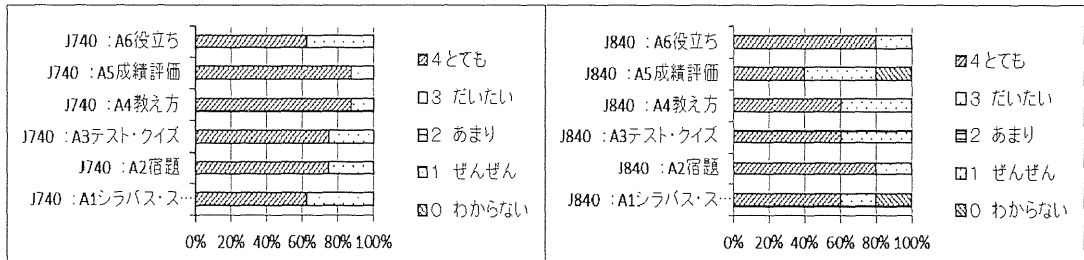 J740 :A6役立ち
J740 :A5成績評価
J740 :A4教え方
J740 :A3テスト・クイズ
J740 :A2宿題
J740 :A1シラバス・ス…
0% 20% 40% 60% 80% 100%
4とても
3 だいたい
2 あまり
1 ぜんぜん
0 わからない
J840 :A6役立ち
J840 :A5成績評価
J840 :A4教え方
J840 :A3テスト・クイズ
J840 :A2宿題
J840 :A1シラバス・ス…
0% 20% 40% 60% 80% 100%
4とても
3 だいたい
2 あまり
1 ぜんぜん
0 わからない